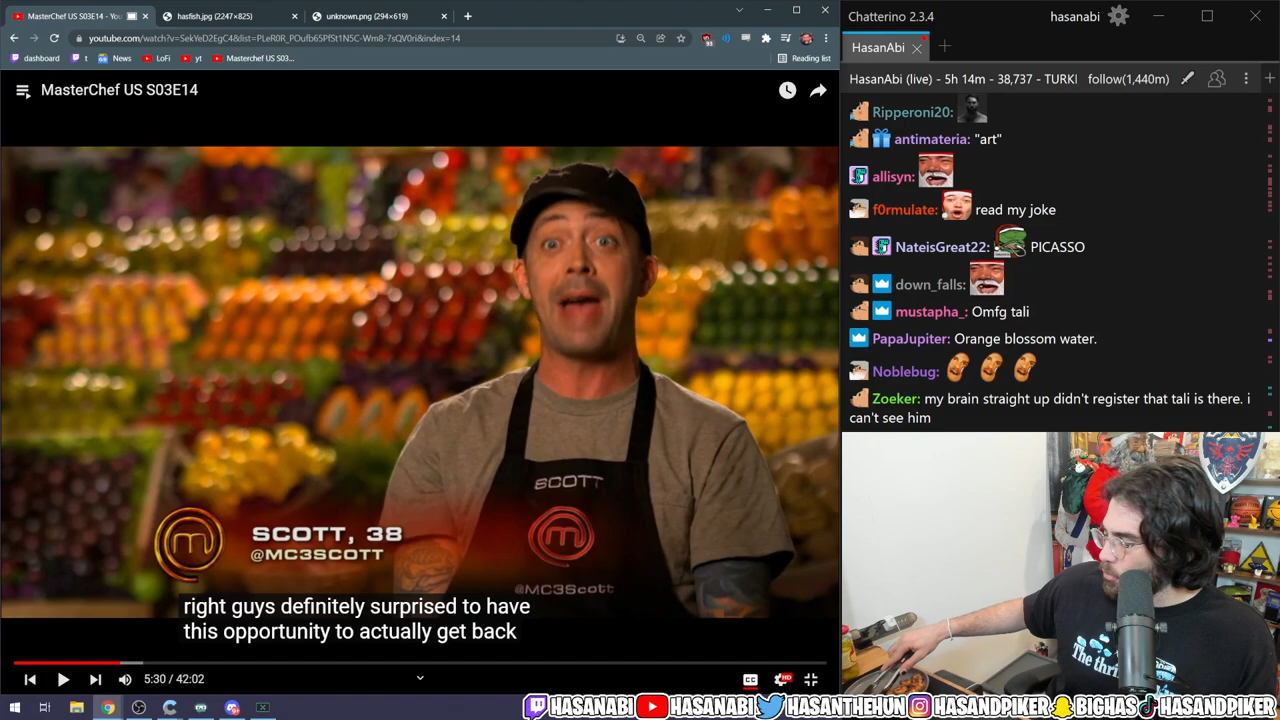 MasterChef US S03E14 - You
hasfish.jpg (2247×825)
unknown.png (294×619)
youtube.com/watch?v=SekYeD2EgC4&list=PLeR0R_POufb65PfSt1N5C-Wm8-7sQV0ri&index=14
dashboard
t
News
LoFi
yt
Masterchef US S03...
Reading list
MasterChef US S03E14
SCOTT
@MC3Scott
SCOTT, 38
@MC3SCOTT
right guys definitely surprised to have
this opportunity to actually get back
5:30 / 42:02
CC
HD
Chatterino 2.3.4
hasanabi
HasanAbi
HasanAbi (live) - 5h 14m - 38,737 - TURKI
follow(1,440m)
Ripperoni20:
antimateria: "art"
allisyn:
f0rmulate: read my joke
NateisGreat22: PICASSO
down_falls:
mustapha_: Omfg tali
PapaJupiter: Orange blossom water.
Noblebug:
Zoeker: my brain straight up didn't register that tali is there. i
can't see him
HASANABI HASANABI HASANTHEHUN HASANDPIKER BIGHAS HASANDPIKER